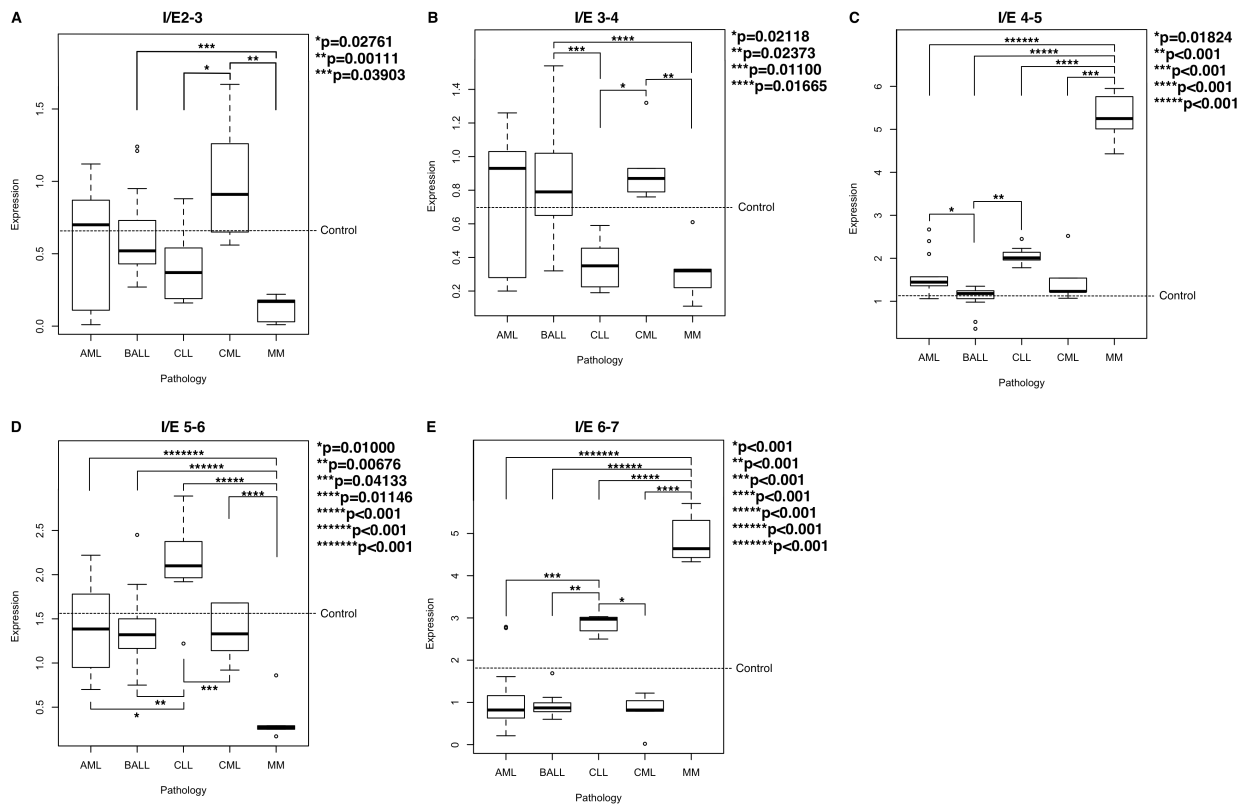 A
I/E2-3
*p=0.02761
**p=0.00111
***p=0.03903
***
**
*
Expression
1.5
1.0
0.5
0.0
Control
AML BALL CLL CML MM
Pathology
B
I/E 3-4
*p=0.02118
**p=0.02373
***p=0.01100
****p=0.01665
****
***
**
*
Expression
1.4
1.2
1.0
0.8
0.6
0.4
0.2
Control
AML BALL CLL CML MM
Pathology
C
I/E 4-5
*p=0.01824
**p<0.001
***p<0.001
****p<0.001
*****p<0.001
******
*****
****
***
**
*
Expression
6
5
4
3
2
1
Control
AML BALL CLL CML MM
Pathology
D
I/E 5-6
*p=0.01000
**p=0.00676
***p=0.04133
****p=0.01146
*****p<0.001
******p<0.001
*******p<0.001
*******
******
*****
****
Expression
2.5
2.0
1.5
1.0
0.5
Control
***
**
*
AML BALL CLL CML MM
Pathology
E
I/E 6-7
*p<0.001
**p<0.001
***p<0.001
****p<0.001
*****p<0.001
******p<0.001
*******p<0.001
*******
******
*****
****
***
**
*
Expression
5
4
3
2
1
0
Control
AML BALL CLL CML MM
Pathology